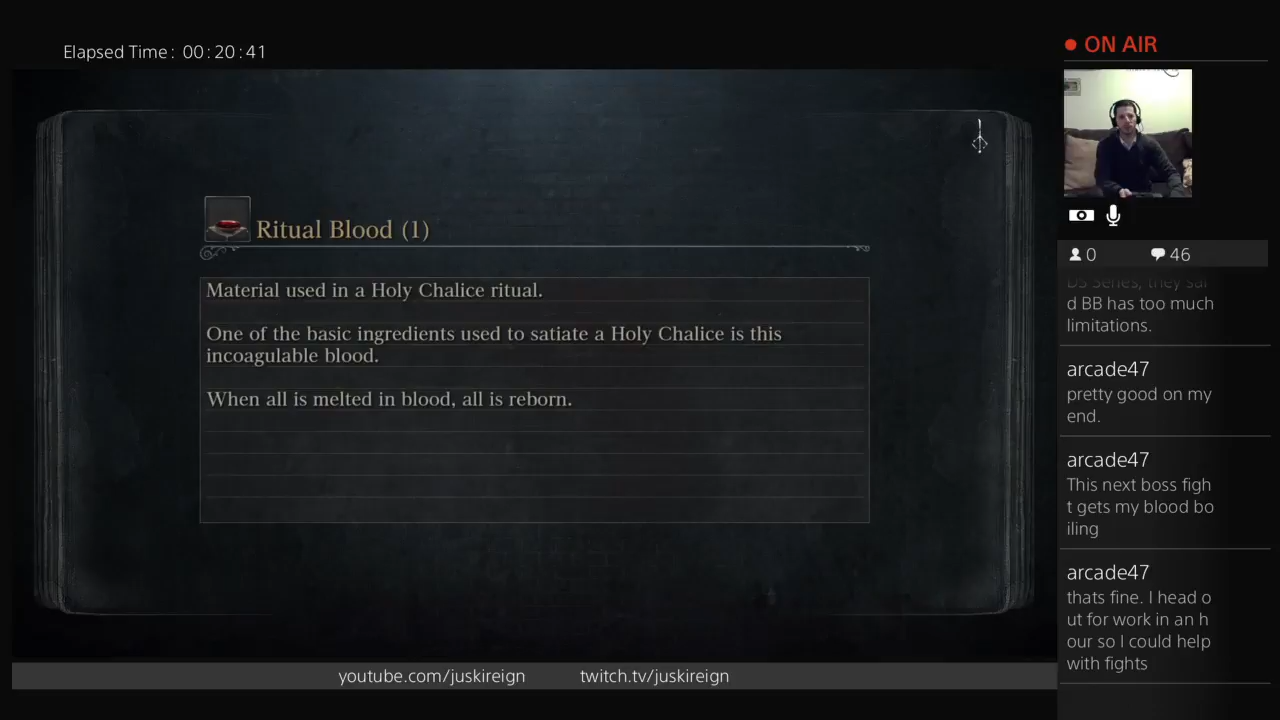 Elapsed Time: 00:20:41
ON AIR
Ritual Blood (1)
Material used in a Holy Chalice ritual.
One of the basic ingredients used to satiate a Holy Chalice is this
incoagulable blood.
When all is melted in blood, all is reborn.
0
46
DS Series, they sai
d BB has too much
limitations.
arcade47
pretty good on my
end.
arcade47
This next boss figh
t gets my blood bo
iling
arcade47
thats fine. I head o
ut for work in an h
our so I could help
with fights
youtube.com/juskireign
twitch.tv/juskireign